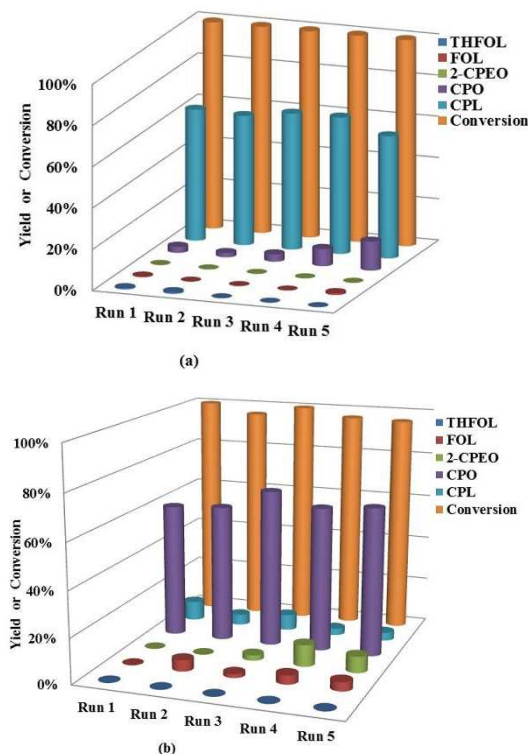 100%
80%
60%
40%
20%
0%
Yield or Conversion
Run 1
Run 2
Run 3
Run 4
Run 5
THFOL
FOL
2-CPEO
CPO
CPL
Conversion
(a)
100%
80%
60%
40%
20%
0%
Yield or Conversion
Run 1
Run 2
Run 3
Run 4
Run 5
THFOL
FOL
2-CPEO
CPO
CPL
Conversion
(b)